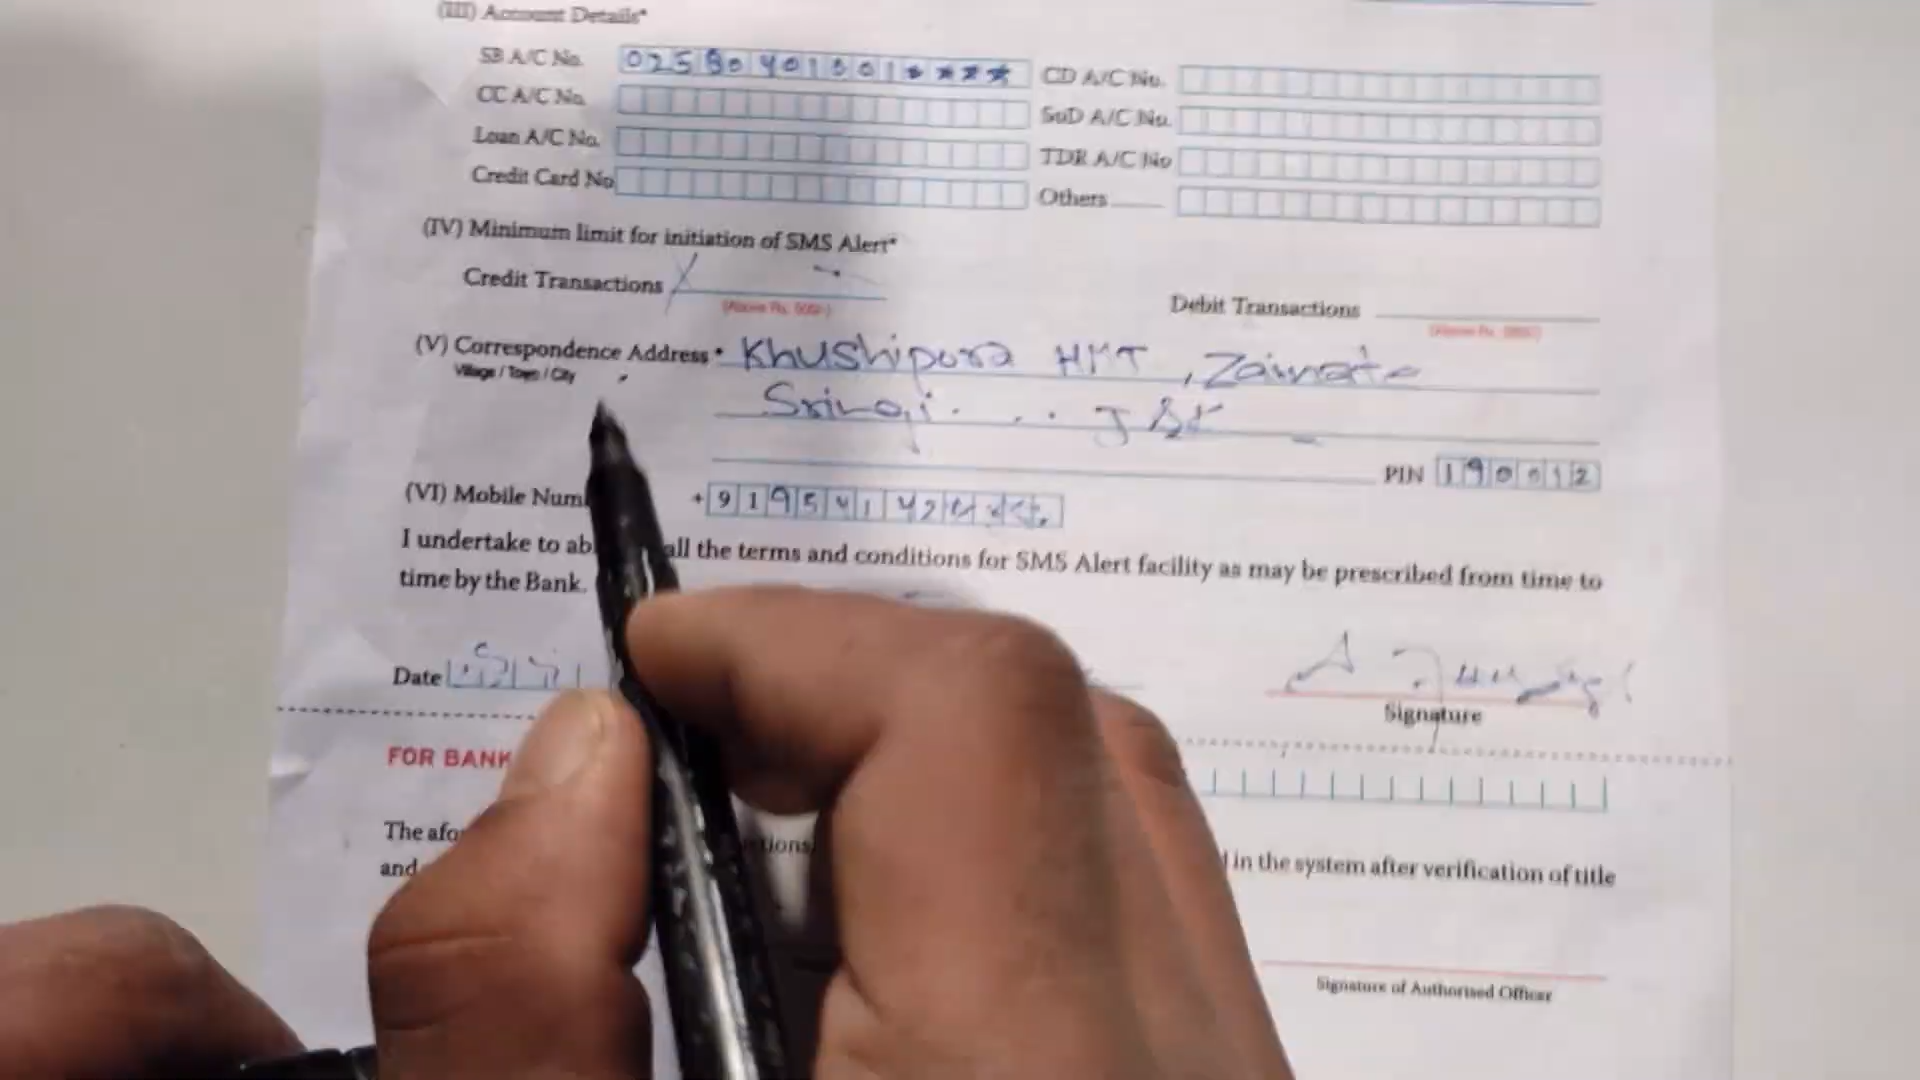 (III) Account Details*
SB A/C No. 02580401001**** CD A/C No.
CC A/C No. SoD A/C No.
Loan A/C No. TDR A/C No
Credit Card No Others
(IV) Minimum limit for initiation of SMS Alert*
Credit Transactions X Debit Transactions
(V) Correspondence Address* Khushipora HMT,
Village / Town / City
J&K
PIN 190012
(VI) Mobile Num + 91954142
I undertake to ab all the terms and conditions for SMS Alert facility as may be prescribed from time to
time by the Bank.
Date
Signature
FOR BANK
The afo ctions
and in the system after verification of title
Signature of Authorised Officer